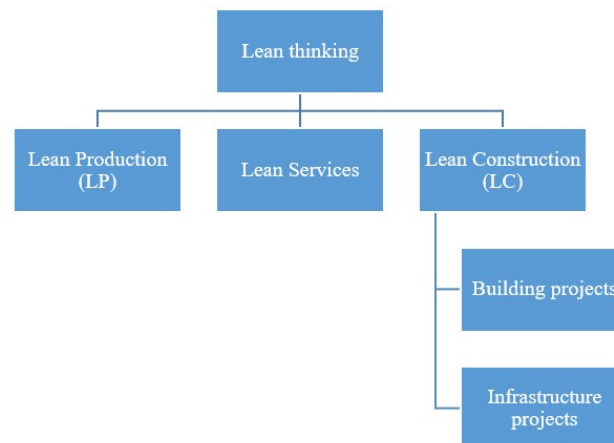 Lean thinking
Lean Production
(LP)
Lean Services
Lean Construction
(LC)
Building projects
Infrastructure
projects